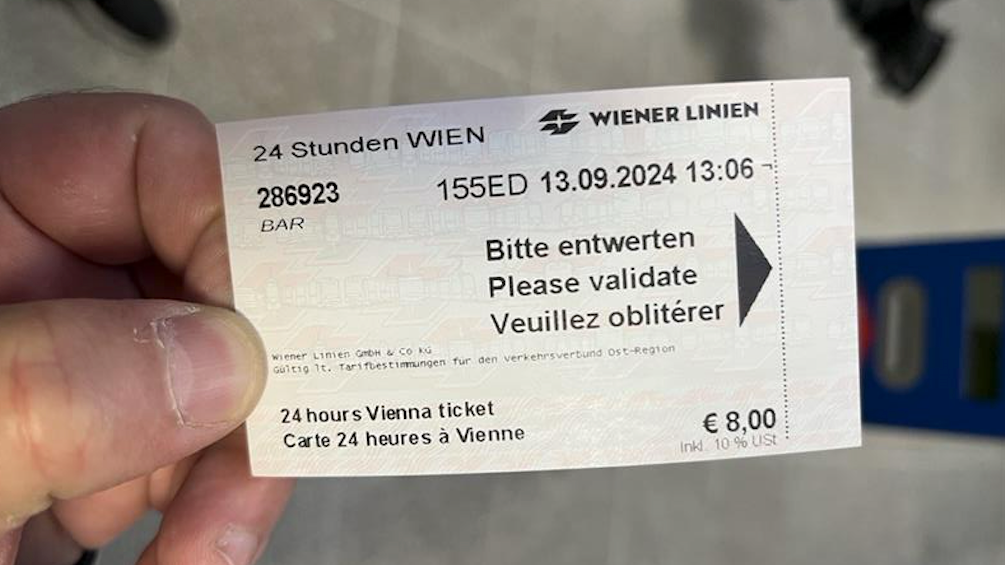 24 Stunden WIEN
WIENER LINIEN
286923
155ED 13.09.2024 13:06
BAR
Bitte entwerten
Please validate
Veuillez oblitérer
Wiener Linien GmbH & Co KG
Gültig lt. Tarifbestimmungen für den Verkehrsverbund Ost-Region
24 hours Vienna ticket
Carte 24 heures à Vienne
€ 8,00
Inkl. 10 % USt